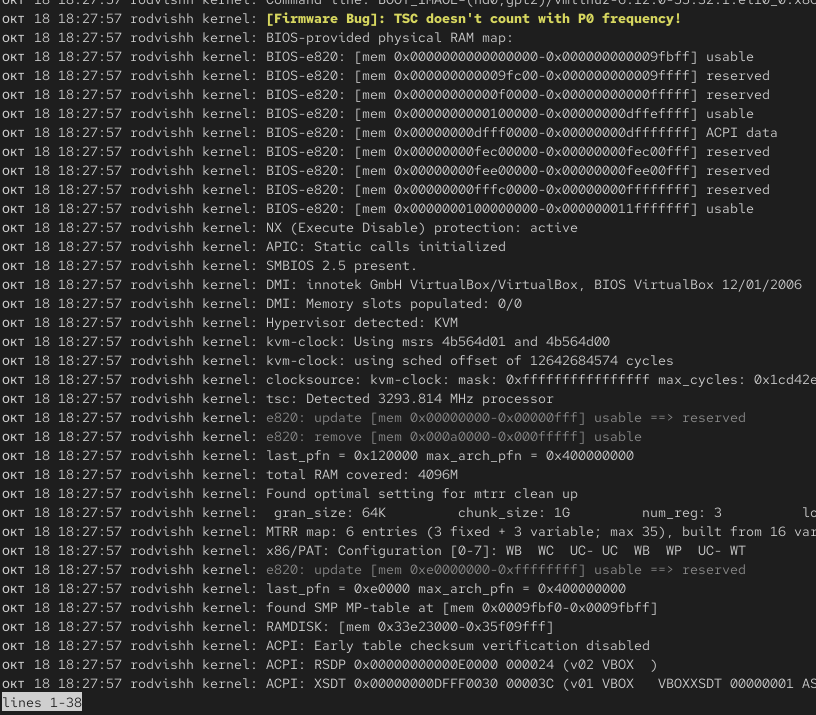 окт 18 18:27:57 rodvishh kernel: Command line: BOOT_IMAGE=(hd0,gpt2)/vmlinuz-6.12.0-55.32.1.el10_0.x8
окт 18 18:27:57 rodvishh kernel: [Firmware Bug]: TSC doesn't count with P0 frequency!
окт 18 18:27:57 rodvishh kernel: BIOS-provided physical RAM map:
окт 18 18:27:57 rodvishh kernel: BIOS-e820: [mem 0x0000000000000000-0x000000000009fbff] usable
окт 18 18:27:57 rodvishh kernel: BIOS-e820: [mem 0x000000000009fc00-0x000000000009ffff] reserved
окт 18 18:27:57 rodvishh kernel: BIOS-e820: [mem 0x00000000000f0000-0x00000000000fffff] reserved
окт 18 18:27:57 rodvishh kernel: BIOS-e820: [mem 0x0000000000100000-0x00000000dffeffff] usable
окт 18 18:27:57 rodvishh kernel: BIOS-e820: [mem 0x00000000dfff0000-0x00000000dfffffff] ACPI data
окт 18 18:27:57 rodvishh kernel: BIOS-e820: [mem 0x00000000fec00000-0x00000000fec00fff] reserved
окт 18 18:27:57 rodvishh kernel: BIOS-e820: [mem 0x00000000fee00000-0x00000000fee00fff] reserved
окт 18 18:27:57 rodvishh kernel: BIOS-e820: [mem 0x00000000fffc0000-0x00000000ffffffff] reserved
окт 18 18:27:57 rodvishh kernel: BIOS-e820: [mem 0x0000000100000000-0x000000011fffffff] usable
окт 18 18:27:57 rodvishh kernel: NX (Execute Disable) protection: active
окт 18 18:27:57 rodvishh kernel: APIC: Static calls initialized
окт 18 18:27:57 rodvishh kernel: SMBIOS 2.5 present.
окт 18 18:27:57 rodvishh kernel: DMI: innotek GmbH VirtualBox/VirtualBox, BIOS VirtualBox 12/01/2006
окт 18 18:27:57 rodvishh kernel: DMI: Memory slots populated: 0/0
окт 18 18:27:57 rodvishh kernel: Hypervisor detected: KVM
окт 18 18:27:57 rodvishh kernel: kvm-clock: Using msrs 4b564d01 and 4b564d00
окт 18 18:27:57 rodvishh kernel: kvm-clock: using sched offset of 12642684574 cycles
окт 18 18:27:57 rodvishh kernel: clocksource: kvm-clock: mask: 0xffffffffffffffff max_cycles: 0x1cd42e
окт 18 18:27:57 rodvishh kernel: tsc: Detected 3293.814 MHz processor
окт 18 18:27:57 rodvishh kernel: e820: update [mem 0x00000000-0x00000fff] usable ==> reserved
окт 18 18:27:57 rodvishh kernel: e820: remove [mem 0x000a0000-0x000fffff] usable
окт 18 18:27:57 rodvishh kernel: last_pfn = 0x120000 max_arch_pfn = 0x400000000
окт 18 18:27:57 rodvishh kernel: total RAM covered: 4096M
окт 18 18:27:57 rodvishh kernel: Found optimal setting for mtrr clean up
окт 18 18:27:57 rodvishh kernel:  gran_size: 64K         chunk_size: 1G         num_reg: 3          lo
окт 18 18:27:57 rodvishh kernel: MTRR map: 6 entries (3 fixed + 3 variable; max 35), built from 16 var
окт 18 18:27:57 rodvishh kernel: x86/PAT: Configuration [0-7]: WB  WC  UC- UC  WB  WP  UC- WT
окт 18 18:27:57 rodvishh kernel: e820: update [mem 0xe0000000-0xffffffff] usable ==> reserved
окт 18 18:27:57 rodvishh kernel: last_pfn = 0xe0000 max_arch_pfn = 0x400000000
окт 18 18:27:57 rodvishh kernel: found SMP MP-table at [mem 0x0009fbf0-0x0009fbff]
окт 18 18:27:57 rodvishh kernel: RAMDISK: [mem 0x33e23000-0x35f09fff]
окт 18 18:27:57 rodvishh kernel: ACPI: Early table checksum verification disabled
окт 18 18:27:57 rodvishh kernel: ACPI: RSDP 0x00000000000E0000 000024 (v02 VBOX  )
окт 18 18:27:57 rodvishh kernel: ACPI: XSDT 0x00000000DFFF0030 00003C (v01 VBOX   VBOXXSDT 00000001 AS
lines 1-38